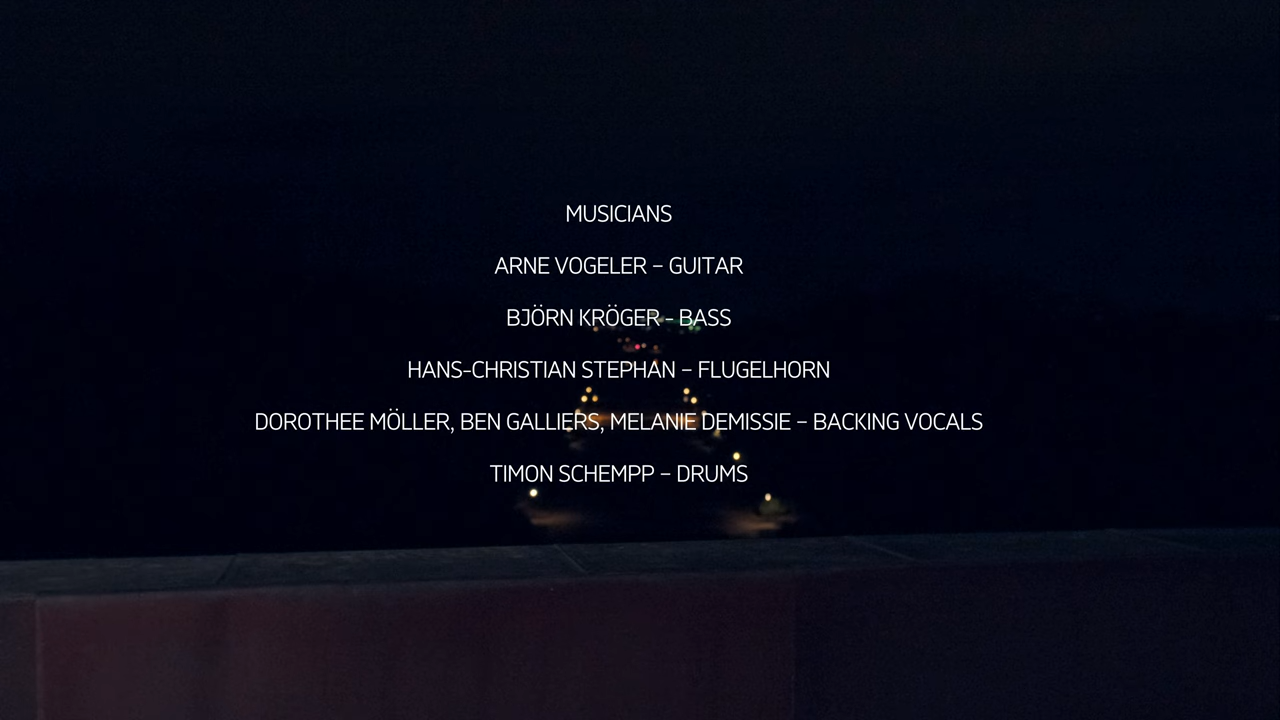 MUSICIANS
ARNE VOGELER – GUITAR
BJÖRN KRÖGER - BASS
HANS-CHRISTIAN STEPHAN – FLUGELHORN
DOROTHEE MÖLLER, BEN GALLIERS, MELANIE DEMISSIE – BACKING VOCALS
TIMON SCHEMPP – DRUMS